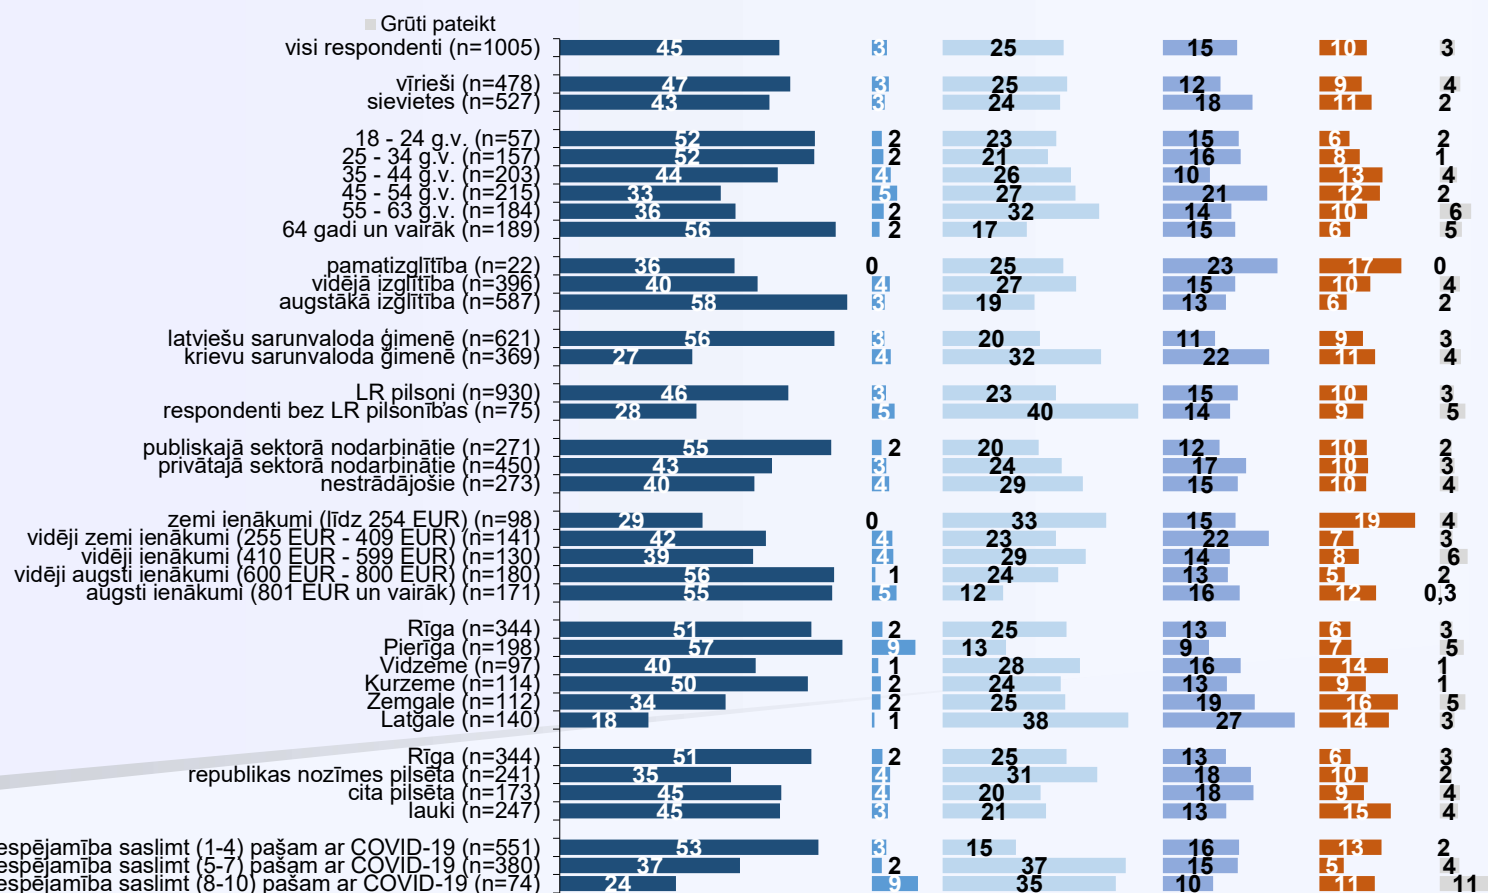 Grūti pateikt
visi respondenti (n=1005) 45 3 25 15 10 3
vīrieši (n=478) 47 3 25 12 9 4
sievietes (n=527) 43 3 24 18 11 2
18 - 24 g.v. (n=57) 52 2 23 15 6 2
25 - 34 g.v. (n=157) 52 2 21 16 8 1
35 - 44 g.v. (n=203) 44 4 26 10 13 4
45 - 54 g.v. (n=215) 33 5 27 21 12 2
55 - 63 g.v. (n=184) 36 2 32 14 10 6
64 gadi un vairāk (n=189) 56 2 17 15 6 5
pamatizglītība (n=22) 36 0 25 23 17 0
vidējā izglītība (n=396) 40 4 27 15 10 4
augstākā izglītība (n=587) 58 3 19 13 6 2
latviešu sarunvaloda ģimenē (n=621) 56 3 20 11 9 3
krievu sarunvaloda ģimenē (n=369) 27 4 32 22 11 4
LR pilsoņi (n=930) 46 3 23 15 10 3
respondenti bez LR pilsonības (n=75) 28 5 40 14 9 5
publiskajā sektorā nodarbinātie (n=271) 55 2 20 12 10 2
privātajā sektorā nodarbinātie (n=450) 43 3 24 17 10 3
nestrādājošie (n=273) 40 4 29 15 10 4
zemi ienākumi (līdz 254 EUR) (n=98) 29 0 33 15 19 4
vidēji zemi ienākumi (255 EUR - 409 EUR) (n=141) 42 4 23 22 7 3
vidēji ienākumi (410 EUR - 599 EUR) (n=130) 39 4 29 14 8 6
vidēji augsti ienākumi (600 EUR - 800 EUR) (n=180) 56 1 24 13 5 2
augsti ienākumi (801 EUR un vairāk) (n=171) 55 5 12 16 12 0,3
Rīga (n=344) 51 2 25 13 6 3
Pierīga (n=198) 57 9 13 9 7 5
Vidzeme (n=97) 40 1 28 16 14 1
Kurzeme (n=114) 50 2 24 13 9 1
Zemgale (n=112) 34 2 25 19 16 5
Latgale (n=140) 18 1 38 27 14 3
Rīga (n=344) 51 2 25 13 6 3
republikas nozīmes pilsēta (n=241) 35 4 31 18 10 2
cita pilsēta (n=173) 45 4 20 18 9 4
lauki (n=247) 45 3 21 13 15 4
espējamība saslimt (1-4) pašam ar COVID-19 (n=551) 53 3 15 16 13 2
espējamība saslimt (5-7) pašam ar COVID-19 (n=380) 37 2 37 15 5 4
espējamība saslimt (8-10) pašam ar COVID-19 (n=74) 24 9 35 10 11 11